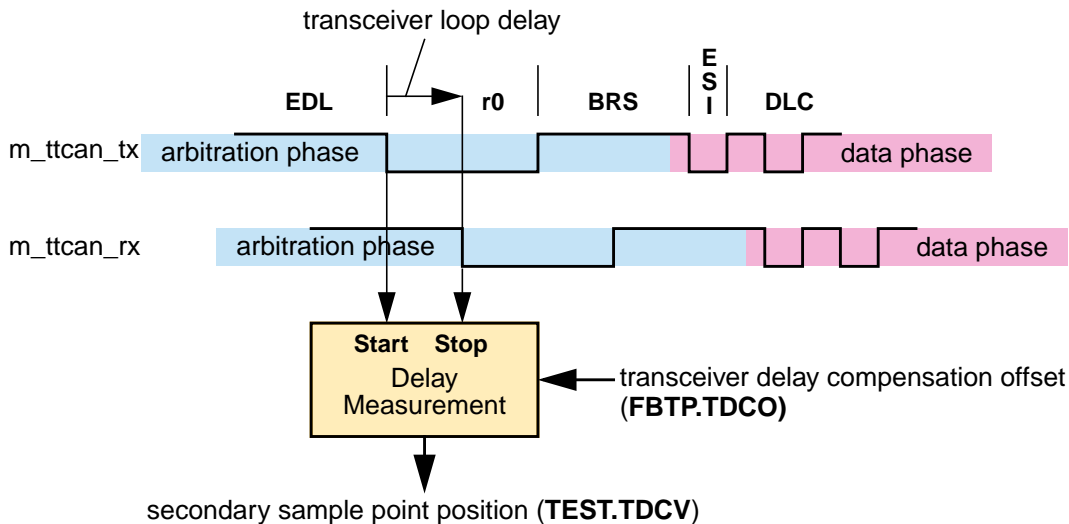 transceiver loop delay
EDL
r0
BRS
E
S
I
DLC
m_ttcan_tx
arbitration phase
data phase
m_ttcan_rx
arbitration phase
data phase
Start Stop
Delay
Measurement
transceiver delay compensation offset
(FBTP.TDCO)
secondary sample point position (TEST.TDCV)